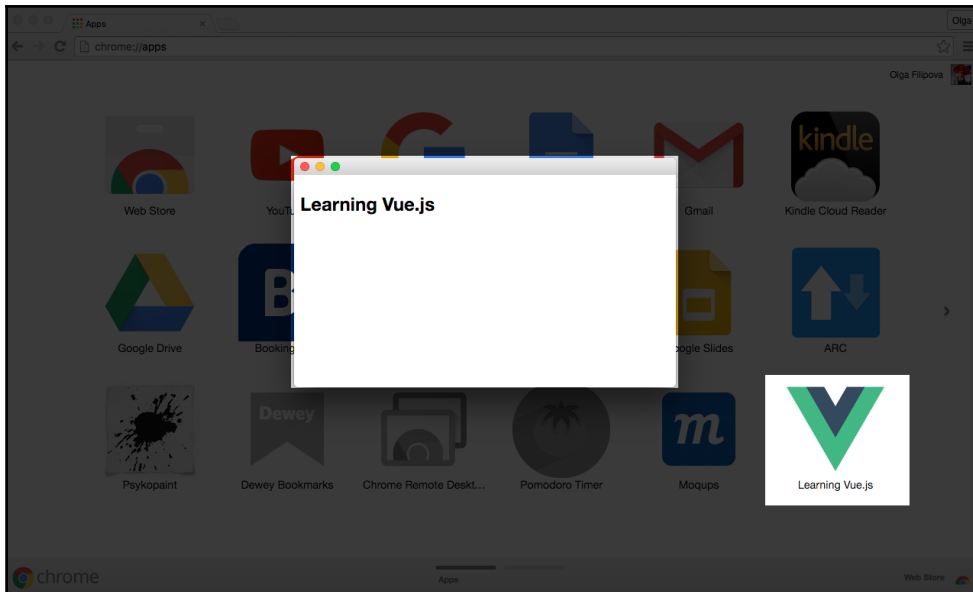 Apps ×
Olga
chrome://apps
Olga Filipova
kindle
Web Store
YouTu
Gmail
Kindle Cloud Reader
Learning Vue.js
B
Google Drive
Booking
oogle Slides
ARC
Dewey
m
Psykopaint
Dewey Bookmarks
Chrome Remote Deskt...
Pomodoro Timer
Moqups
Learning Vue.js
chrome
Apps
Web Store